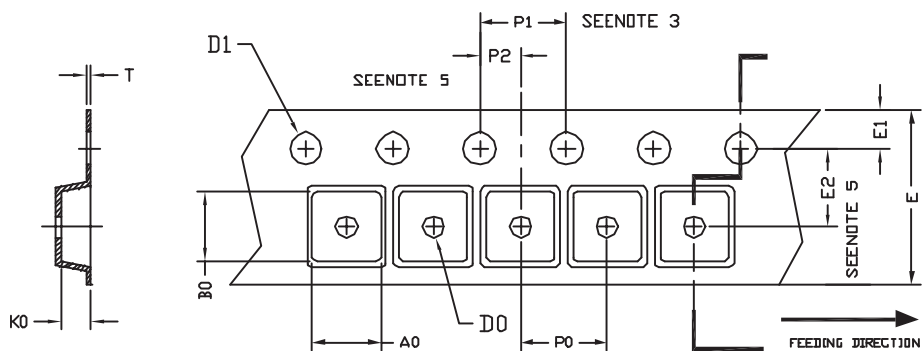 P1
SEENOTE 3
D1
P2
T
SEENOTE 5
E1
E2
E
SEENOTE 5
B0
K0
A0
D0
P0
FEEDING DIRECTION